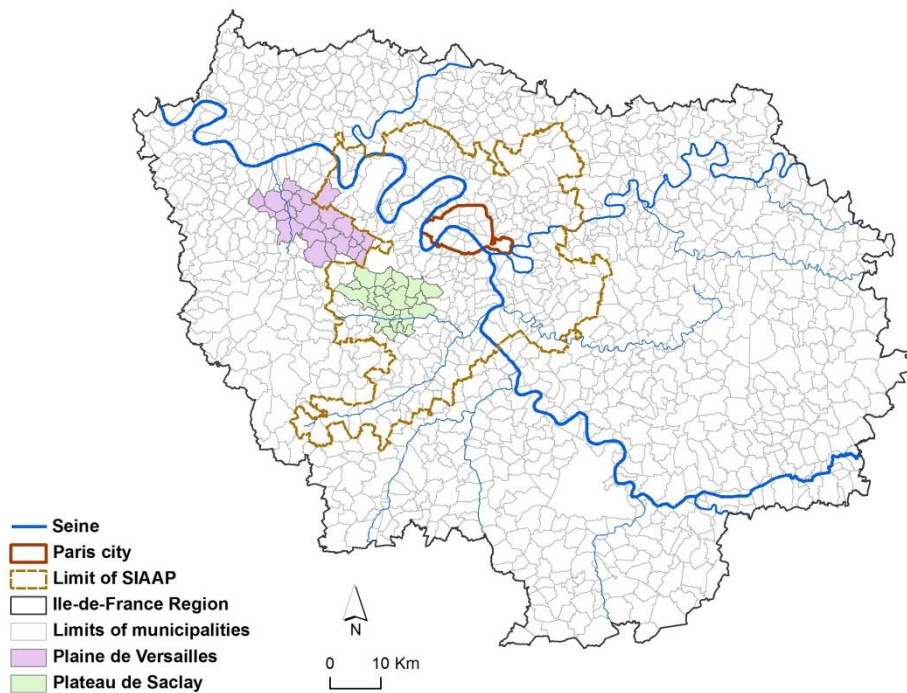 Seine
Paris city
Limit of SIAAP
Ile-de-France Region
Limits of municipalities
Plaine de Versailles
Plateau de Saclay
N
0 10 Km